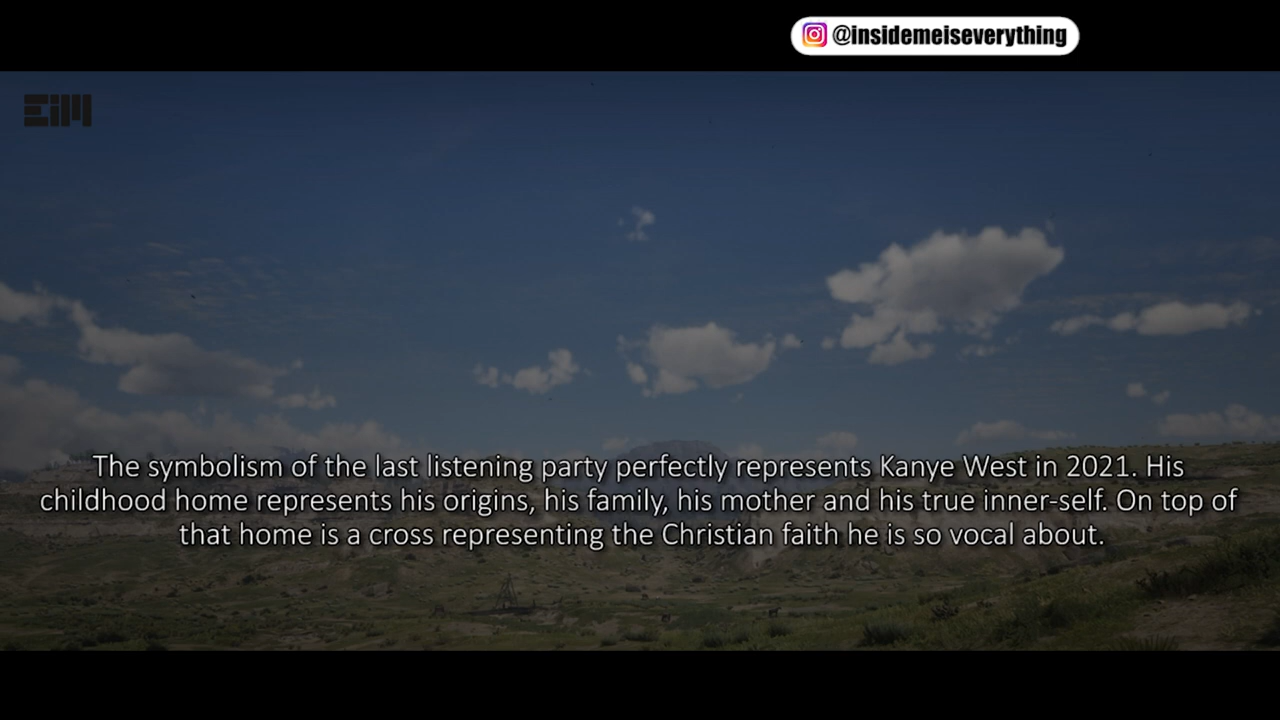 @insidemeiseverything
EiM
The symbolism of the last listening party perfectly represents Kanye West in 2021. His
childhood home represents his origins, his family, his mother and his true inner-self. On top of
that home is a cross representing the Christian faith he is so vocal about.